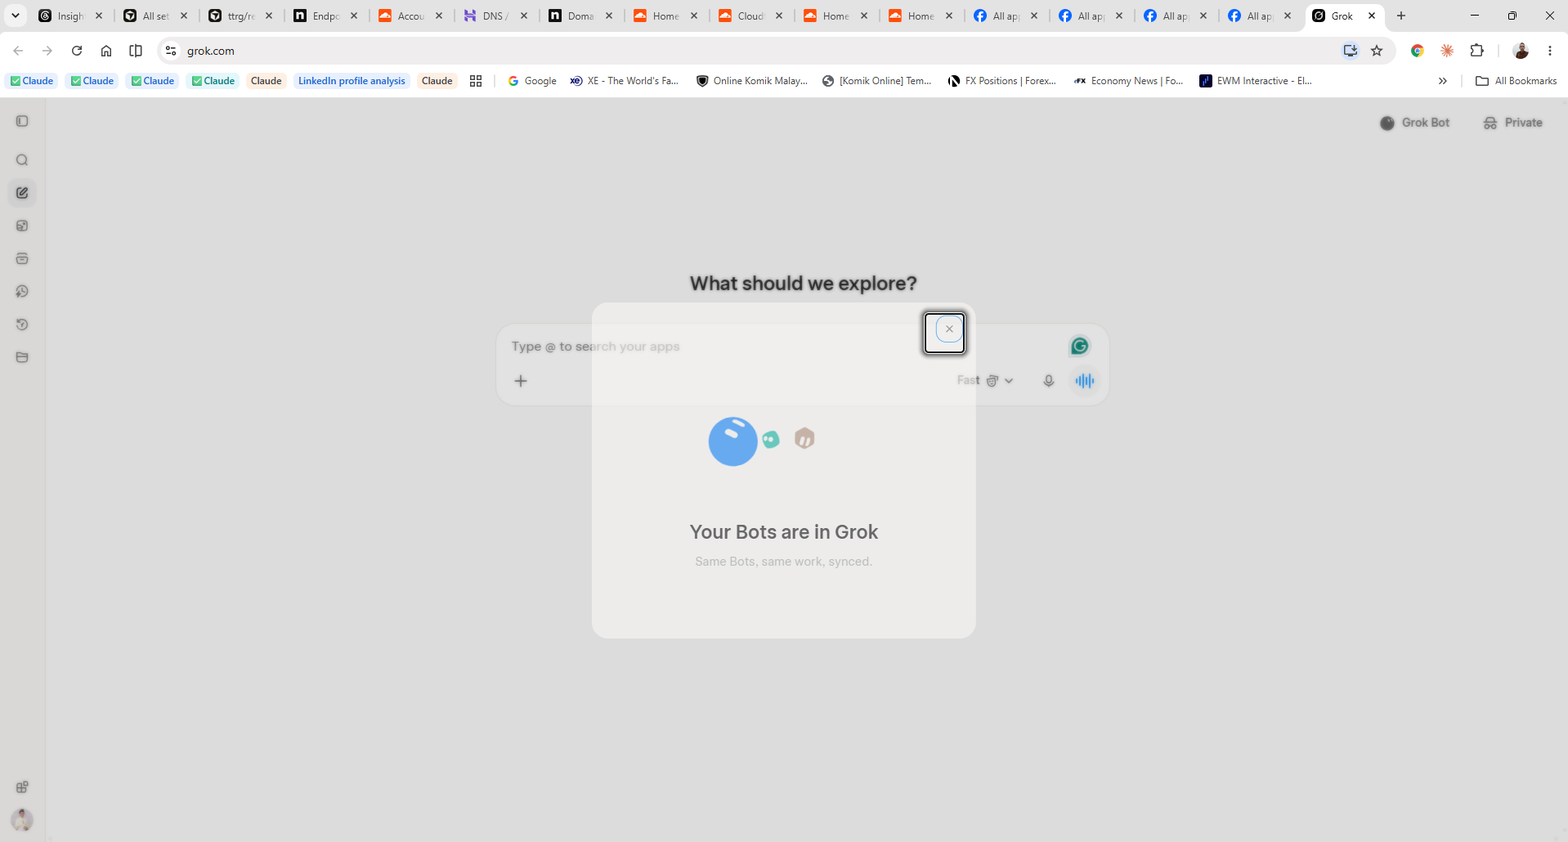 Insigh
All set
ttrg/re
Endpo
Accou
DNS /
Doma
Home
Cloud
Home
Home
All ap
All ap
All ap
All ap
Grok
grok.com
Claude
Claude
Claude
Claude
Claude
LinkedIn profile analysis
Claude
Google
XE - The World's Fa...
Online Komik Malay...
[Komik Online] Tem...
FX Positions | Forex...
Economy News | Fo...
EWM Interactive - El...
All Bookmarks
Grok Bot
Private
What should we explore?
Type @ to search your apps
Fast
Your Bots are in Grok
Same Bots, same work, synced.